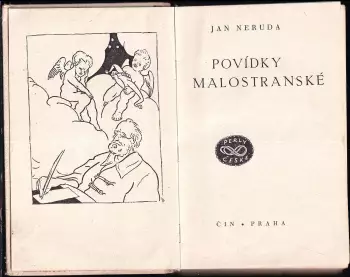 JAN NERUDA
POVÍDKY
MALOSTRANSKÉ
PERLY
ČESKÉ
ČIN • PRAHA